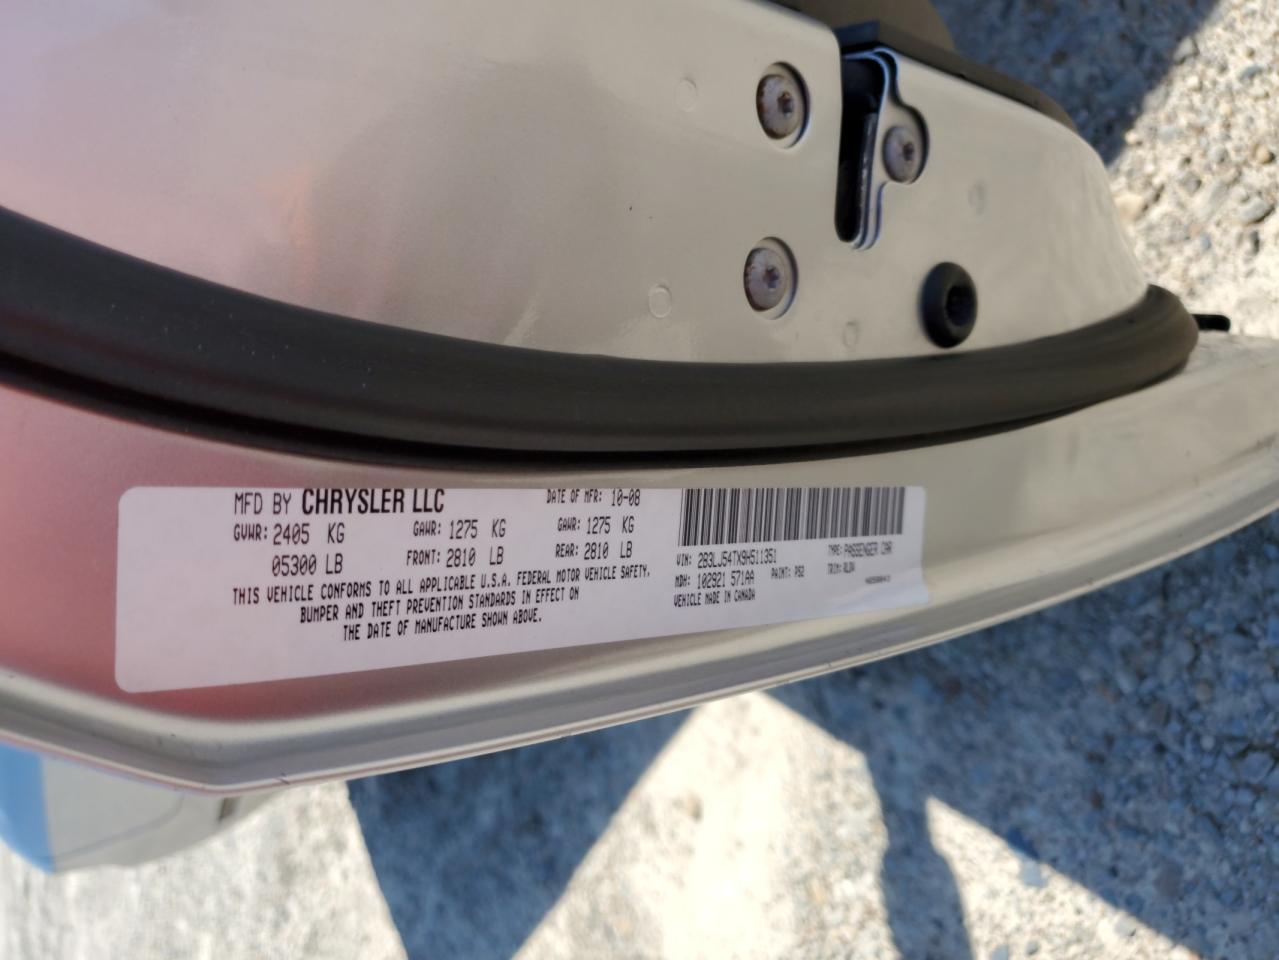 MFD BY CHRYSLER LLC DATE OF MFR: 10-08
GVWR: 2405 KG GAWR: 1275 KG GAWR: 1275 KG
05300 LB FRONT: 2810 LB REAR: 2810 LB
THIS VEHICLE CONFORMS TO ALL APPLICABLE U.S.A. FEDERAL MOTOR VEHICLE SAFETY,
BUMPER AND THEFT PREVENTION STANDARDS IN EFFECT ON
THE DATE OF MANUFACTURE SHOWN ABOVE.
VIN: 2B3LJ54TX9H511351 TYPE: PASSENGER CAR
MDH: 102921 571AA PAINT: PS2 TRIM:
VEHICLE MADE IN CANADA